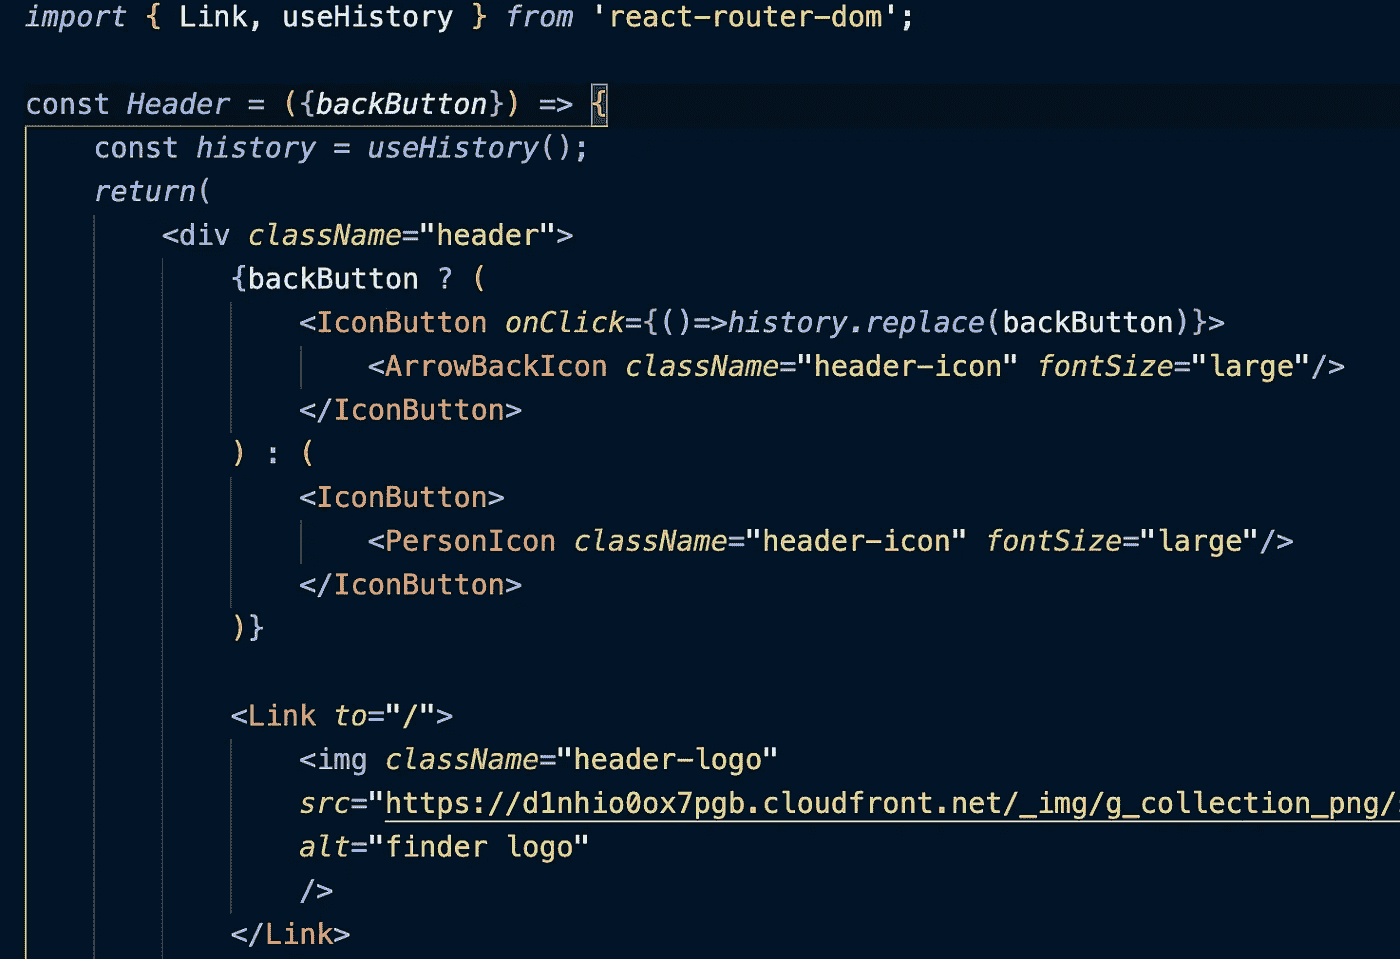 import { Link, useHistory } from 'react-router-dom';
const Header = ({backButton}) => {
const history = useHistory();
return(
<div className="header">
{backButton ? (
<IconButton onClick={()=>history.replace(backButton)}>
<ArrowBackIcon className="header-icon" fontSize="large"/>
</IconButton>
) : (
<IconButton>
<PersonIcon className="header-icon" fontSize="large"/>
</IconButton>
)}
<Link to="/">
<img className="header-logo"
src="https://d1nhio0ox7pgb.cloudfront.net/_img/g_collection_png/
alt="finder logo"
/>
</Link>